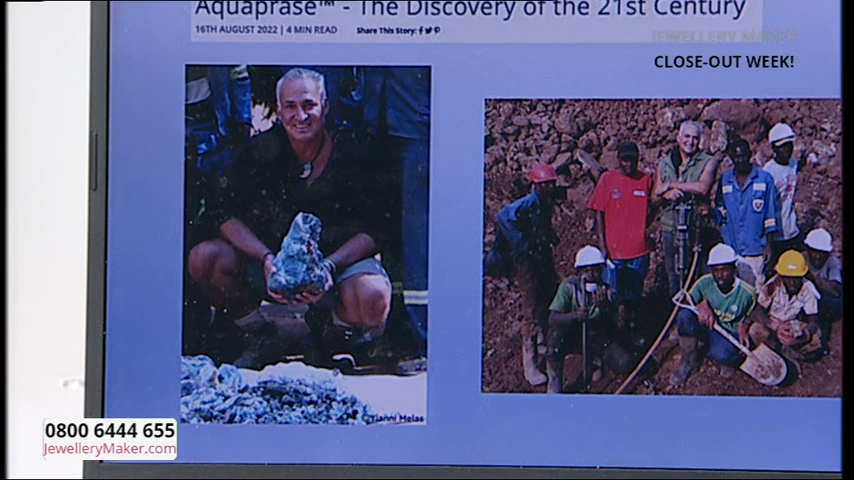 Aquaprase™ - The Discovery of the 21st Century
16TH AUGUST 2022 | 4 MIN READ Share This Story:
JEWELLERY MAKER
CLOSE-OUT WEEK!
© Yianni Melas
0800 6444 655
JewelleryMaker.com